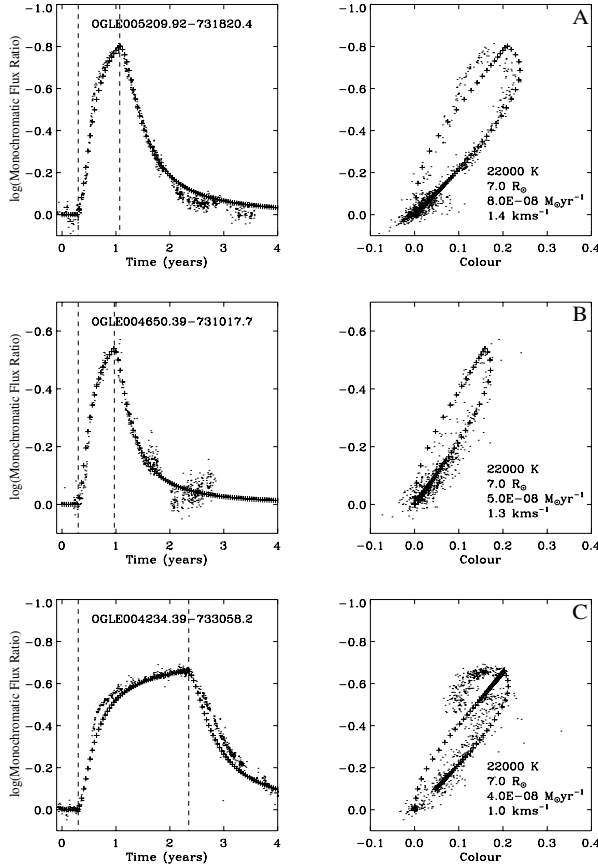 OGLE005209.92−731820.4
A
log(Monochromatic Flux Ratio)
−1.0
−0.8
−0.6
−0.4
−0.2
0.0
0 1 2 3 4
Time (years)
−1.0
−0.8
−0.6
−0.4
−0.2
0.0
22000 K
7.0 R☉
8.0E−08 M☉yr⁻¹
1.4 kms⁻¹
−0.1 0.0 0.1 0.2 0.3 0.4
Colour
OGLE004650.39−731017.7
B
log(Monochromatic Flux Ratio)
−0.6
−0.4
−0.2
0.0
0 1 2 3 4
Time (years)
−0.6
−0.4
−0.2
0.0
22000 K
7.0 R☉
5.0E−08 M☉yr⁻¹
1.3 kms⁻¹
−0.1 0.0 0.1 0.2 0.3 0.4
Colour
OGLE004234.39−733058.2
C
log(Monochromatic Flux Ratio)
−1.0
−0.8
−0.6
−0.4
−0.2
0.0
0 1 2 3 4
Time (years)
−1.0
−0.8
−0.6
−0.4
−0.2
0.0
22000 K
7.0 R☉
4.0E−08 M☉yr⁻¹
1.0 kms⁻¹
−0.1 0.0 0.1 0.2 0.3 0.4
Colour